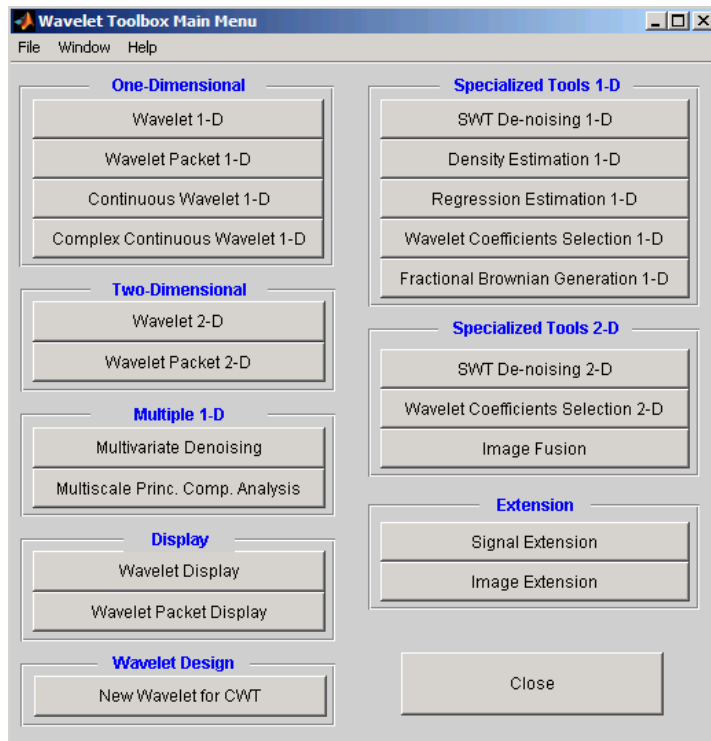 Wavelet Toolbox Main Menu
File Window Help
One-Dimensional
Wavelet 1-D
Wavelet Packet 1-D
Continuous Wavelet 1-D
Complex Continuous Wavelet 1-D
Two-Dimensional
Wavelet 2-D
Wavelet Packet 2-D
Multiple 1-D
Multivariate Denoising
Multiscale Princ. Comp. Analysis
Display
Wavelet Display
Wavelet Packet Display
Wavelet Design
New Wavelet for CWT
Specialized Tools 1-D
SWT De-noising 1-D
Density Estimation 1-D
Regression Estimation 1-D
Wavelet Coefficients Selection 1-D
Fractional Brownian Generation 1-D
Specialized Tools 2-D
SWT De-noising 2-D
Wavelet Coefficients Selection 2-D
Image Fusion
Extension
Signal Extension
Image Extension
Close